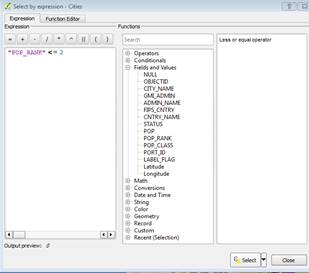 Select by expression - Cities
Expression Function Editor
Expression Functions
= + - / * ^ || ( )
Search
Less or equal operator
"POP_RANK" <= 2
Operators
Conditionals
Fields and Values
NULL
OBJECTID
CITY_NAME
GMI_ADMIN
ADMIN_NAME
FIPS_CNTRY
CNTRY_NAME
STATUS
POP
POP_RANK
POP_CLASS
PORT_ID
LABEL_FLAG
Latitude
Longitude
Math
Conversions
Date and Time
String
Color
Geometry
Record
Custom
Recent (Selection)
Output preview: 0
Select Close